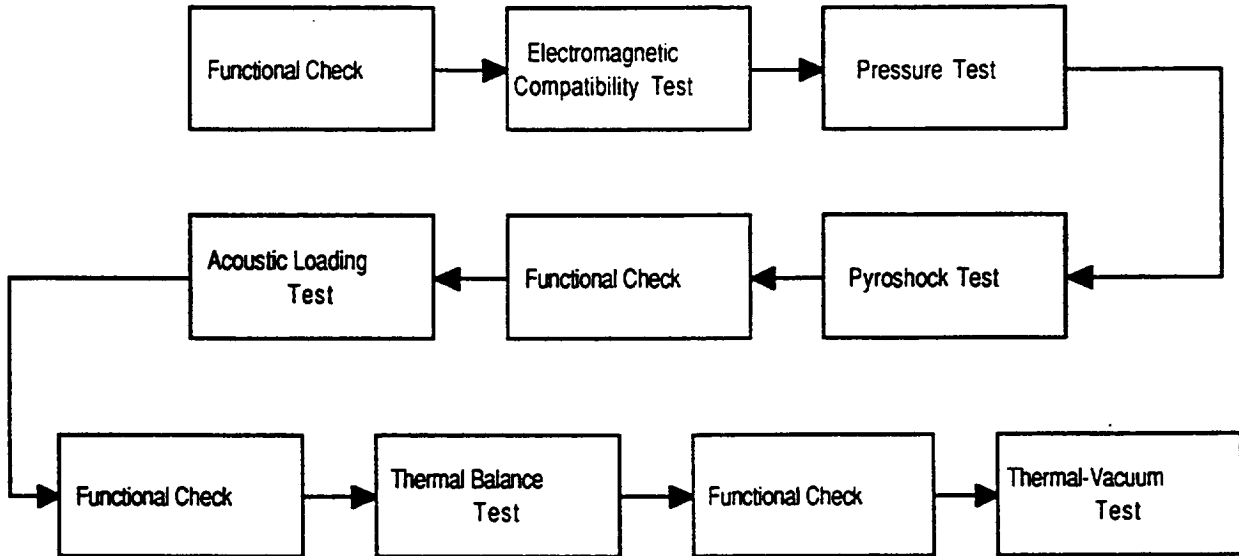 Functional Check
Electromagnetic
Compatibility Test
Pressure Test
Pyroshock Test
Functional Check
Acoustic Loading
Test
Functional Check
Thermal Balance
Test
Functional Check
Thermal-Vacuum
Test